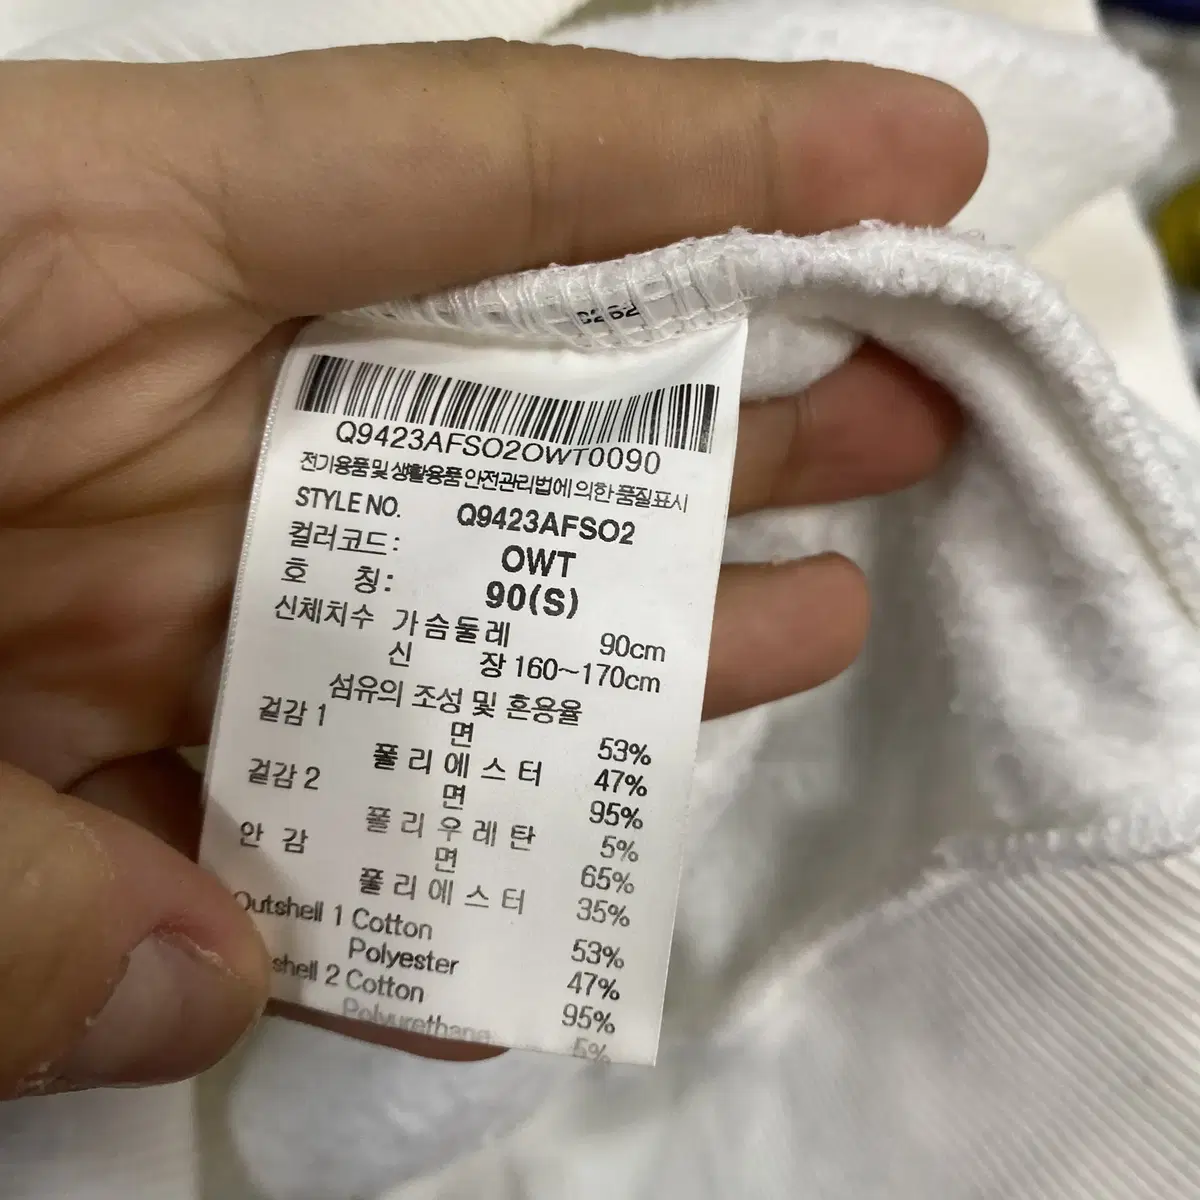 Q9423AFSO2OWT0090
전기용품 및 생활용품 안전관리법에 의한 품질표시
STYLE NO. Q9423AFSO2
컬러코드: OWT
호 칭: 90(S)
신체치수 가슴둘레 90cm
신 장 160~170cm
섬유의 조성 및 혼용율
겉감 1 면 53%
폴리에스터 47%
겉감 2 면 95%
폴리우레탄 5%
안 감 면 65%
폴리에스터 35%
Outshell 1 Cotton 53%
Polyester 47%
shell 2 Cotton 95%
Polyurethane 5%